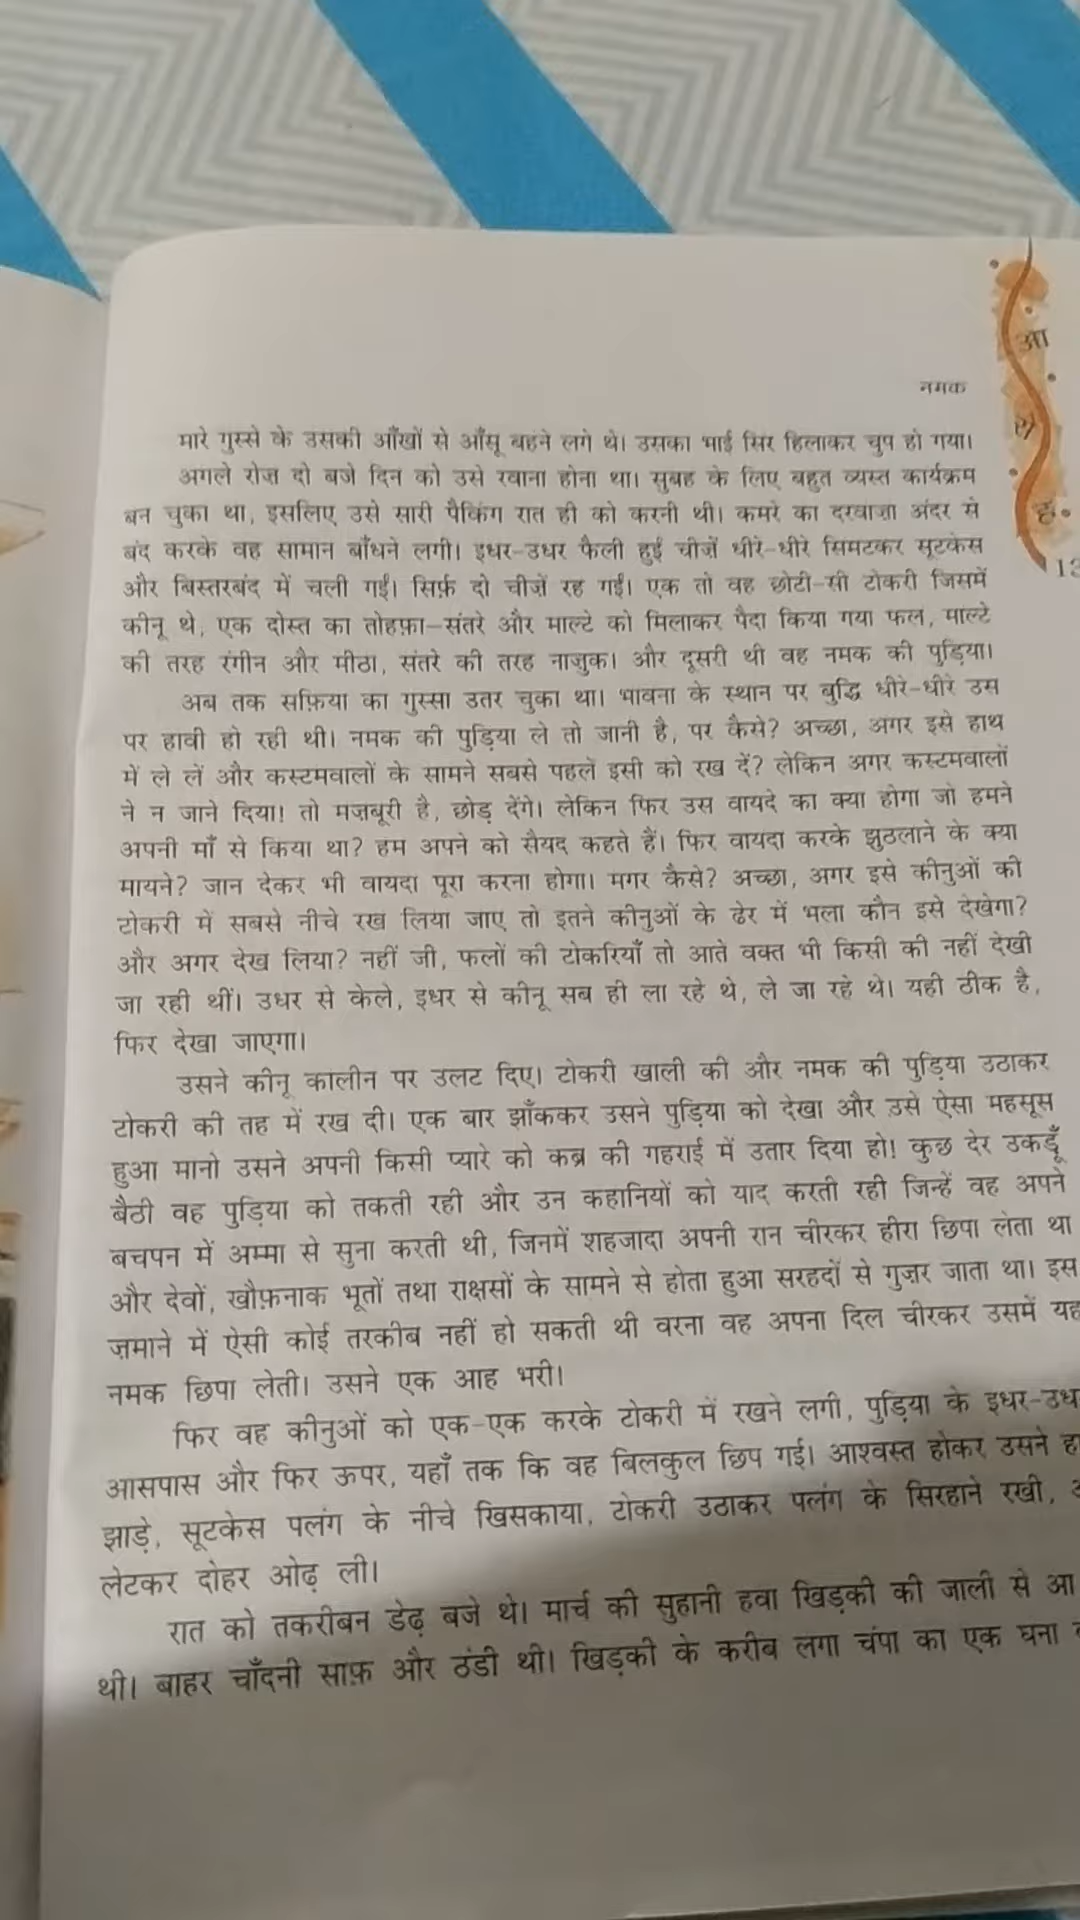 नमक
आ
रो
ह
13
मारे गुस्से के उसकी आँखों से आँसू बहने लगे थे। उसका भाई सिर हिलाकर चुप हो गया।
अगले रोज़ दो बजे दिन को उसे रवाना होना था। सुबह के लिए बहुत व्यस्त कार्यक्रम
बन चुका था, इसलिए उसे सारी पैकिंग रात ही को करनी थी। कमरे का दरवाज़ा अंदर से
बंद करके वह सामान बाँधने लगी। इधर-उधर फैली हुई चीज़ें धीरे-धीरे सिमटकर सूटकेस
और बिस्तरबंद में चली गईं। सिर्फ़ दो चीज़ें रह गईं। एक तो वह छोटी-सी टोकरी जिसमें
कीनू थे, एक दोस्त का तोहफ़ा—संतरे और माल्टे को मिलाकर पैदा किया गया फल, माल्टे
की तरह रंगीन और मीठा, संतरे की तरह नाज़ुक। और दूसरी थी वह नमक की पुड़िया।
अब तक सफ़िया का गुस्सा उतर चुका था। भावना के स्थान पर बुद्धि धीरे-धीरे उस
पर हावी हो रही थी। नमक की पुड़िया ले तो जानी है, पर कैसे? अच्छा, अगर इसे हाथ
में ले लें और कस्टमवालों के सामने सबसे पहले इसी को रख दें? लेकिन अगर कस्टमवालों
ने न जाने दिया! तो मज़बूरी है, छोड़ देंगे। लेकिन फिर उस वायदे का क्या होगा जो हमने
अपनी माँ से किया था? हम अपने को सैयद कहते हैं। फिर वायदा करके झुठलाने के क्या
मायने? जान देकर भी वायदा पूरा करना होगा। मगर कैसे? अच्छा, अगर इसे कीनुओं की
टोकरी में सबसे नीचे रख लिया जाए तो इतने कीनुओं के ढेर में भला कौन इसे देखेगा?
और अगर देख लिया? नहीं जी, फलों की टोकरियाँ तो आते वक्त भी किसी की नहीं देखी
जा रही थीं। उधर से केले, इधर से कीनू सब ही ला रहे थे, ले जा रहे थे। यही ठीक है,
फिर देखा जाएगा।
उसने कीनू कालीन पर उलट दिए। टोकरी खाली की और नमक की पुड़िया उठाकर
टोकरी की तह में रख दी। एक बार झाँककर उसने पुड़िया को देखा और उसे ऐसा महसूस
हुआ मानो उसने अपनी किसी प्यारे को कब्र की गहराई में उतार दिया हो! कुछ देर उकड़ूँ
बैठी वह पुड़िया को तकती रही और उन कहानियों को याद करती रही जिन्हें वह अपने
बचपन में अम्मा से सुना करती थी, जिनमें शहजादा अपनी रान चीरकर हीरा छिपा लेता था
और देवों, खौफ़नाक भूतों तथा राक्षसों के सामने से होता हुआ सरहदों से गुज़र जाता था। इस
ज़माने में ऐसी कोई तरकीब नहीं हो सकती थी वरना वह अपना दिल चीरकर उसमें यह
नमक छिपा लेती। उसने एक आह भरी।
फिर वह कीनुओं को एक-एक करके टोकरी में रखने लगी, पुड़िया के इधर-उध
आसपास और फिर ऊपर, यहाँ तक कि वह बिलकुल छिप गई। आश्वस्त होकर उसने ह
झाड़े, सूटकेस पलंग के नीचे खिसकाया, टोकरी उठाकर पलंग के सिरहाने रखी,
लेटकर दोहर ओढ़ ली।
रात को तकरीबन डेढ़ बजे थे। मार्च की सुहानी हवा खिड़की की जाली से आ
थी। बाहर चाँदनी साफ़ और ठंडी थी। खिड़की के करीब लगा चंपा का एक घना